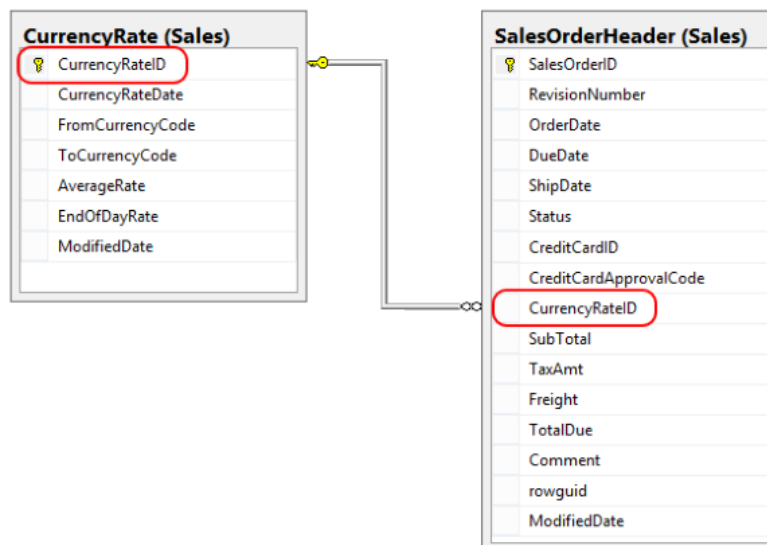 CurrencyRate (Sales)
CurrencyRateID
CurrencyRateDate
FromCurrencyCode
ToCurrencyCode
AverageRate
EndOfDayRate
ModifiedDate
SalesOrderHeader (Sales)
SalesOrderID
RevisionNumber
OrderDate
DueDate
ShipDate
Status
CreditCardID
CreditCardApprovalCode
CurrencyRateID
SubTotal
TaxAmt
Freight
TotalDue
Comment
rowguid
ModifiedDate